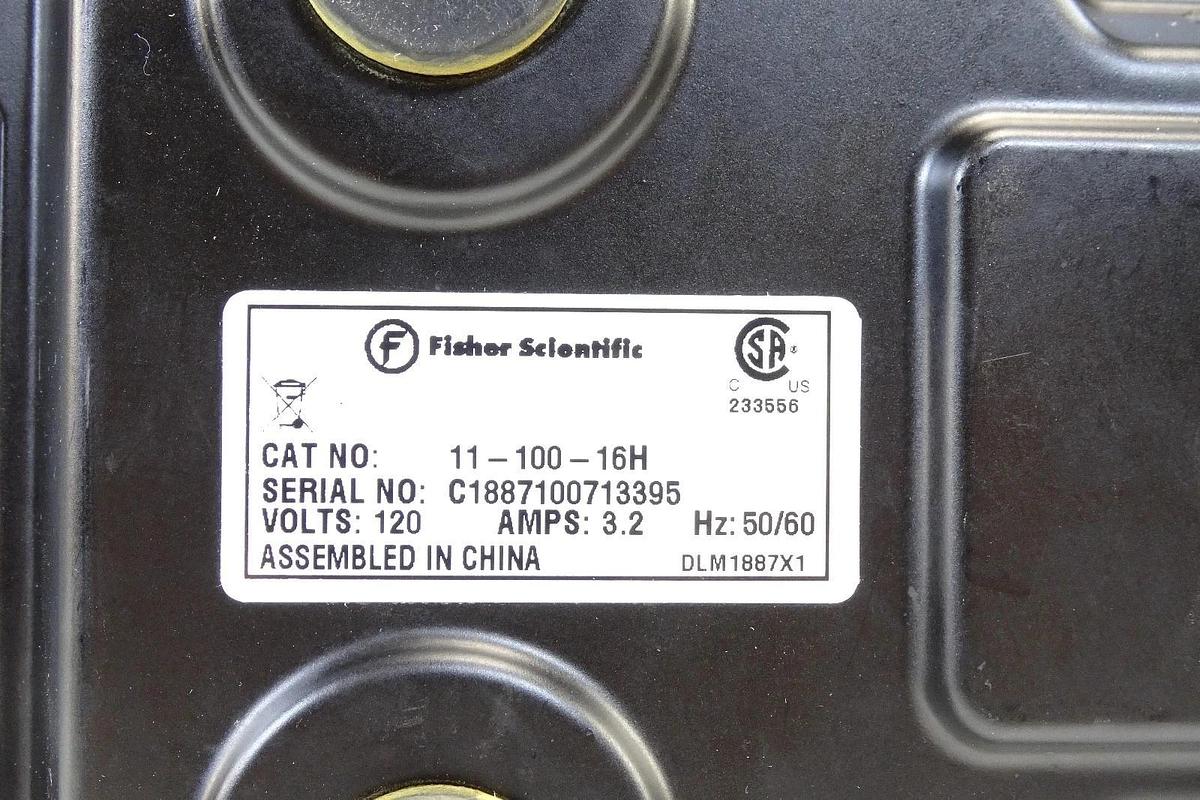 Fisher Scientific
SA
C US
233556
CAT NO: 11-100-16H
SERIAL NO: C1887100713395
VOLTS: 120 AMPS: 3.2 Hz: 50/60
ASSEMBLED IN CHINA DLM1887X1